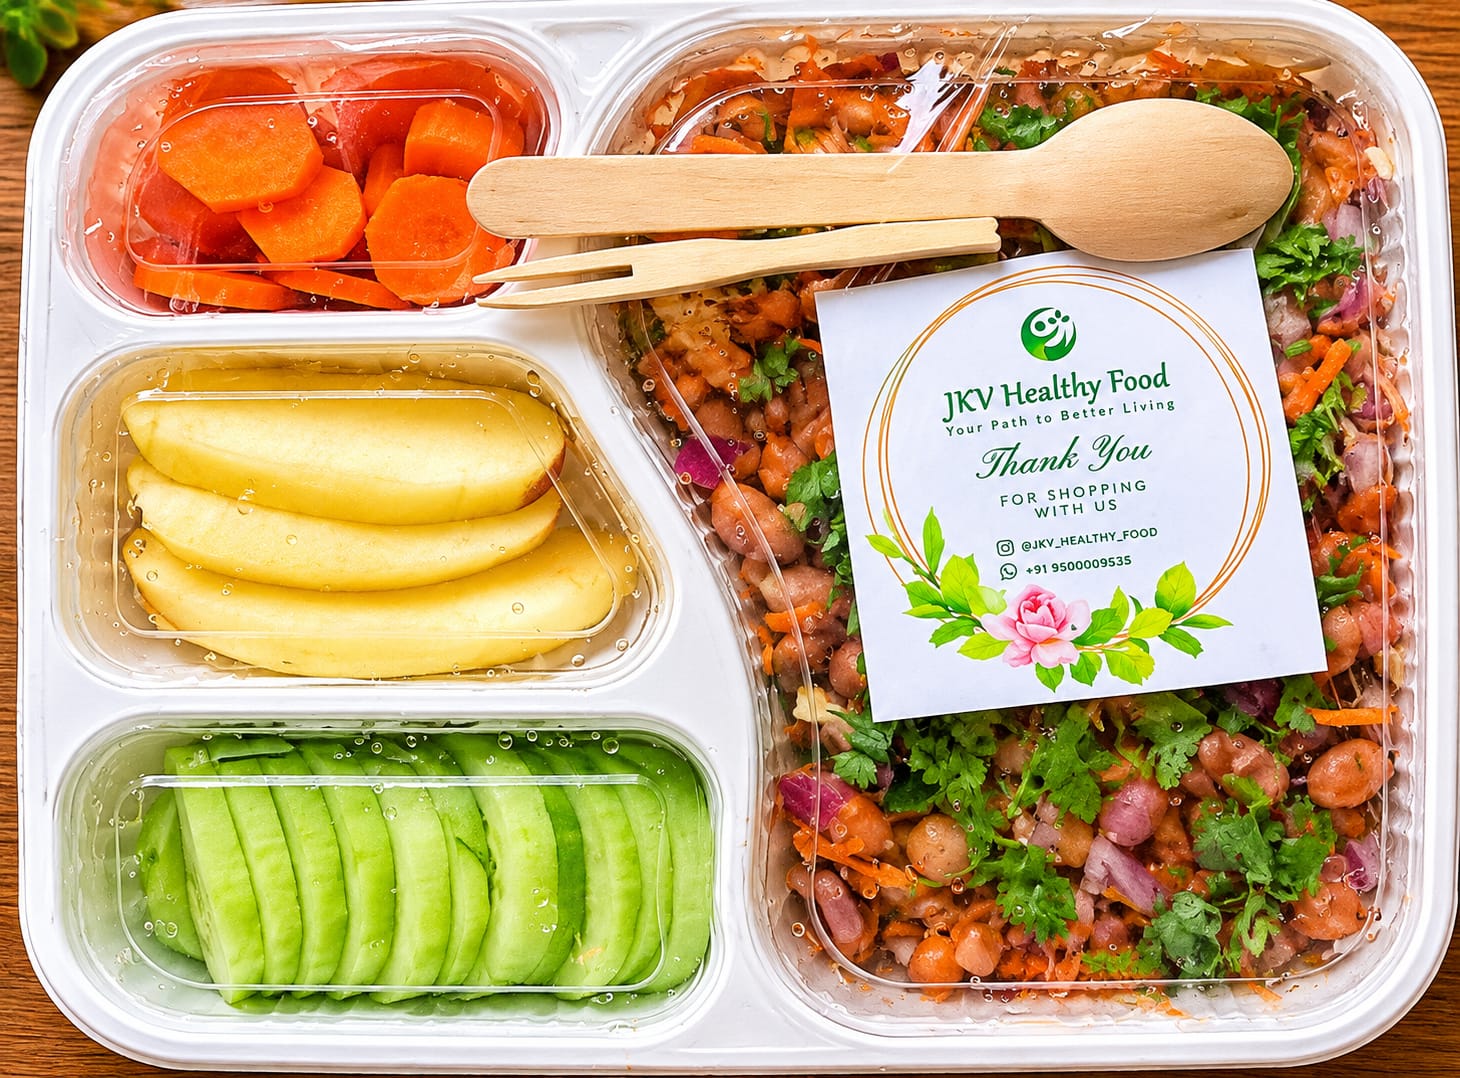 JKV Healthy Food
Your Path to Better Living
Thank You
FOR SHOPPING
WITH US
@JKV_HEALTHY_FOOD
+91 9500009535